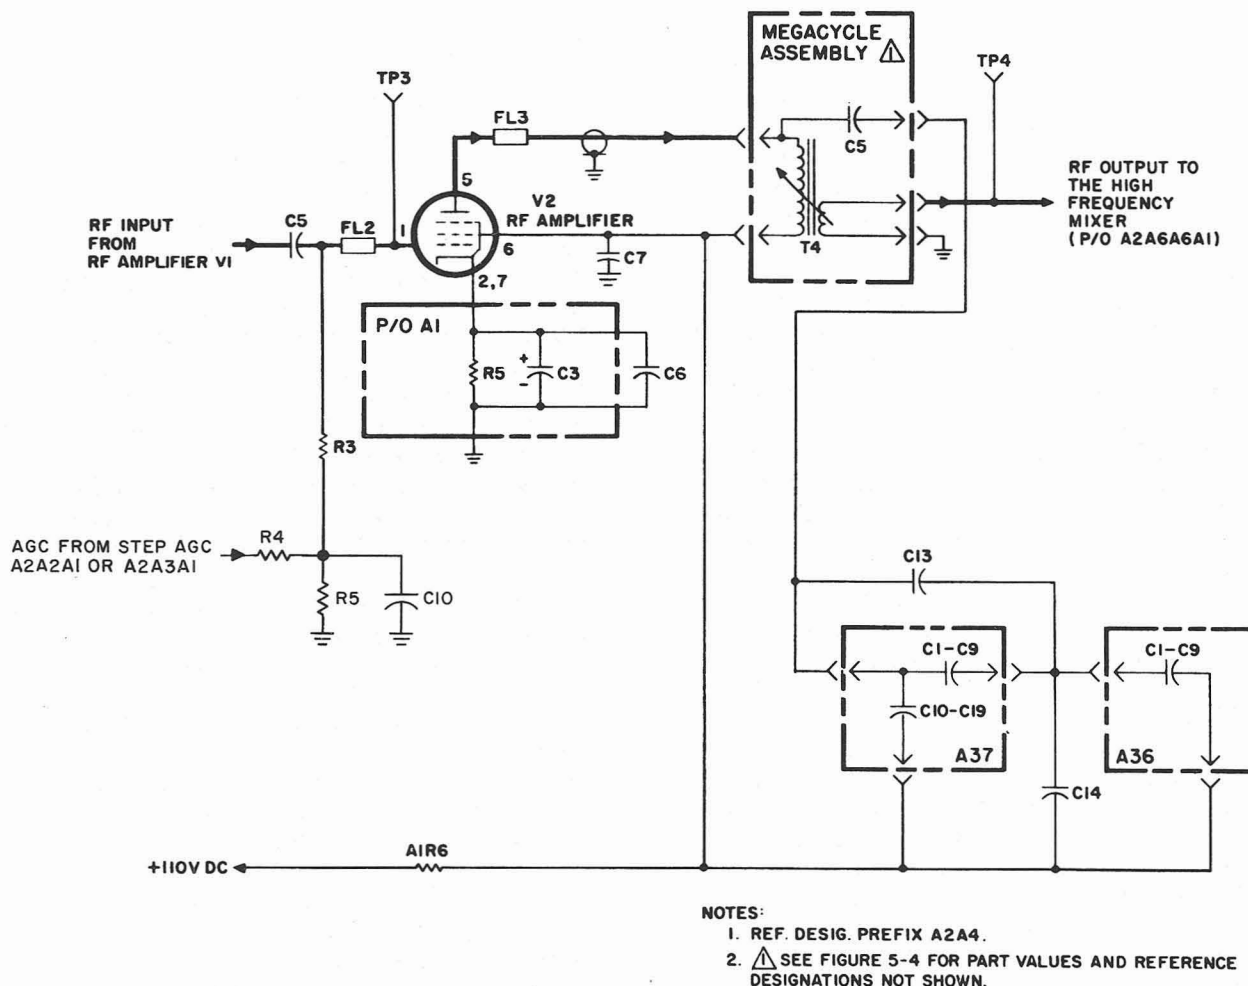 MEGACYCLE
ASSEMBLY 1
TP3
TP4
FL3
C5
5
V2
RF AMPLIFIER
RF INPUT
FROM
RF AMPLIFIER V1
C5
FL2
1
6
C7
T4
RF OUTPUT TO
THE HIGH
FREQUENCY
MIXER
(P/O A2A6A6A1)
2,7
P/O A1
R5
+
-
C3
C6
R3
AGC FROM STEP AGC
A2A2A1 OR A2A3A1
R4
R5
C10
C13
C1-C9
C10-C19
A37
C1-C9
A36
C14
+110V DC
A1R6
NOTES:
1. REF. DESIG. PREFIX A2A4.
2. 1 SEE FIGURE 5-4 FOR PART VALUES AND REFERENCE
DESIGNATIONS NOT SHOWN.